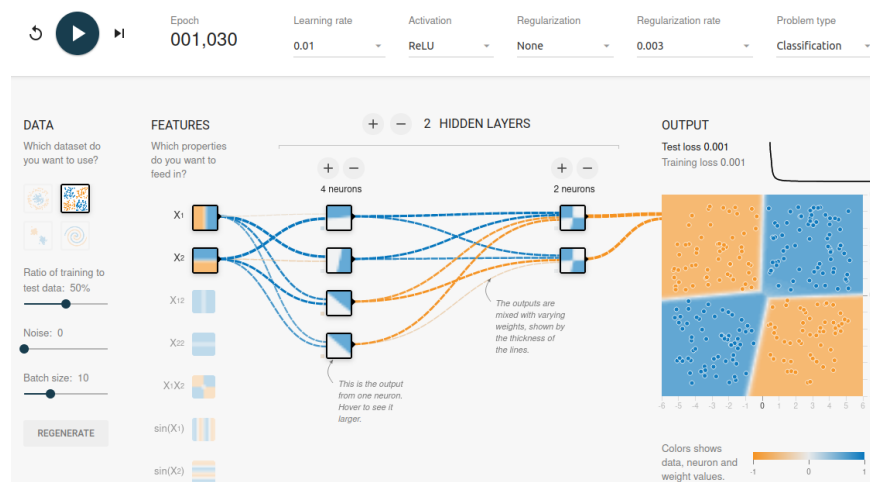 Epoch
001,030
Learning rate
0.01
Activation
ReLU
Regularization
None
Regularization rate
0.003
Problem type
Classification
DATA
Which dataset do
you want to use?
Ratio of training to
test data: 50%
Noise: 0
Batch size: 10
REGENERATE
FEATURES
Which properties
do you want to
feed in?
X1
X2
X12
X22
X1X2
sin(X1)
sin(X2)
+ − 2 HIDDEN LAYERS
+ −
4 neurons
+ −
2 neurons
The outputs are
mixed with varying
weights, shown by
the thickness of
the lines.
This is the output
from one neuron.
Hover to see it
larger.
OUTPUT
Test loss 0.001
Training loss 0.001
-6 -5 -4 -3 -2 -1 0 1 2 3 4 5 6
Colors shows
data, neuron and
weight values.
-1 0 1